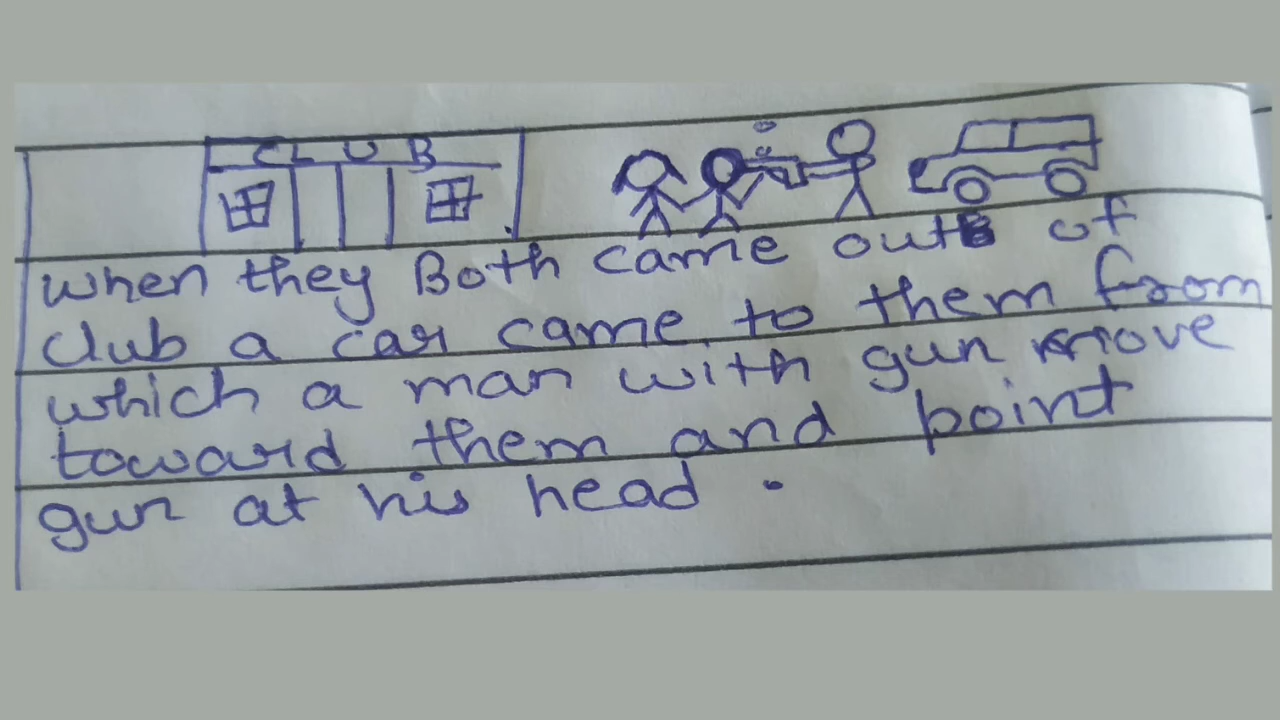 CLUB
when they Both came out of
club a car came to them from
which a man with gun move
toward them and point
gun at his head .